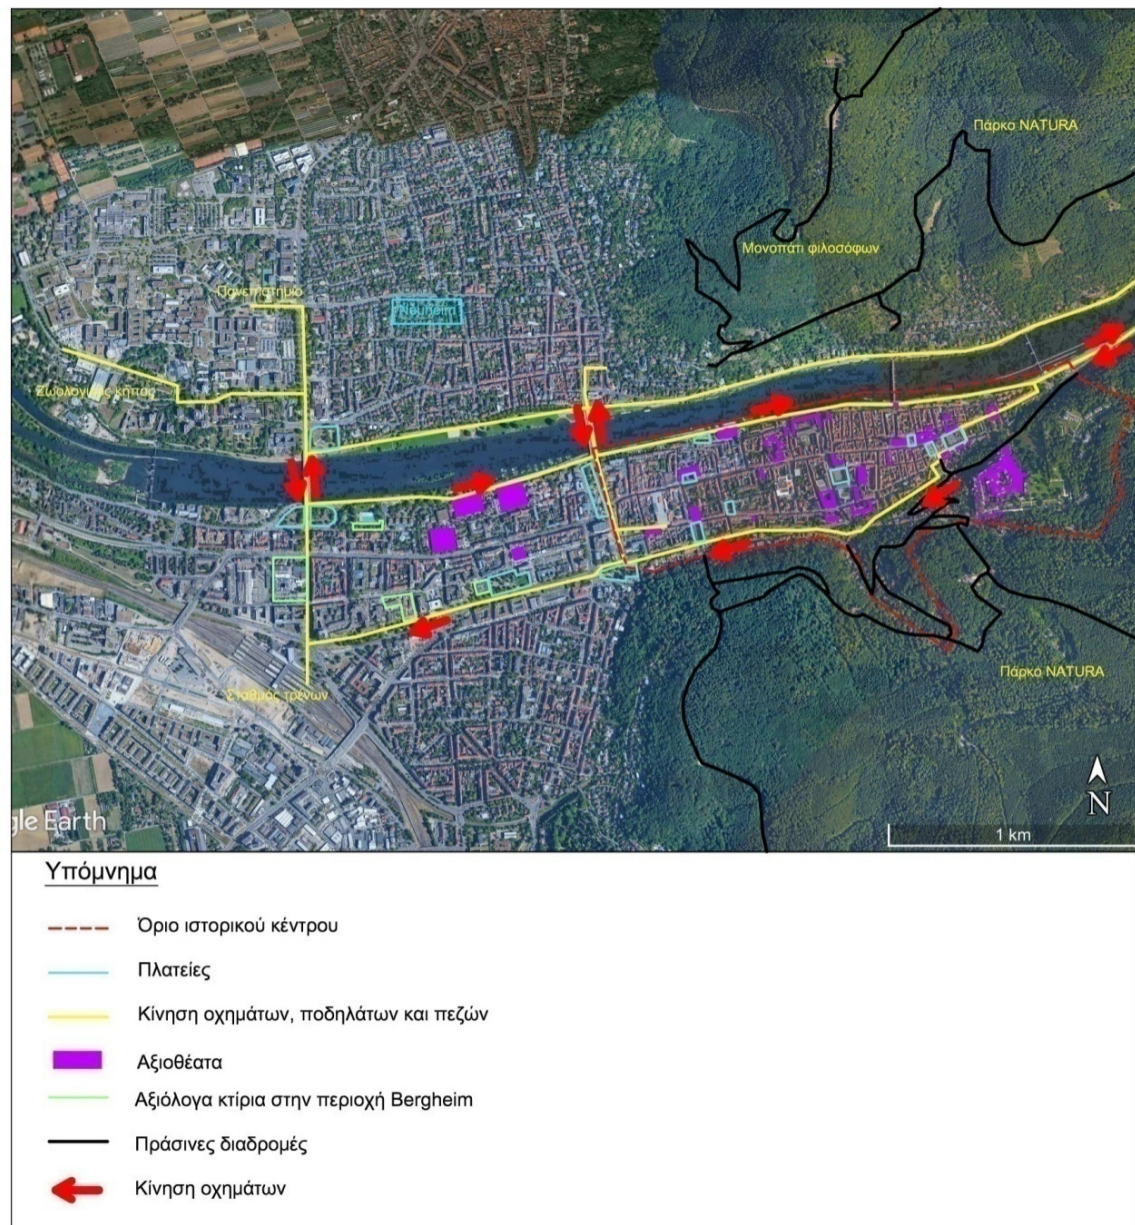 Πάρκο NATURA
Μονοπάτι φιλοσόφων
Πανεπιστήμιο
Neuheim
Ζωολογικός κήπος
Σταθμός τρένων
Πάρκο NATURA
N
gle Earth
1 km
Υπόμνημα
Όριο ιστορικού κέντρου
Πλατείες
Κίνηση οχημάτων, ποδηλάτων και πεζών
Αξιοθέατα
Αξιόλογα κτίρια στην περιοχή Bergheim
Πράσινες διαδρομές
Κίνηση οχημάτων